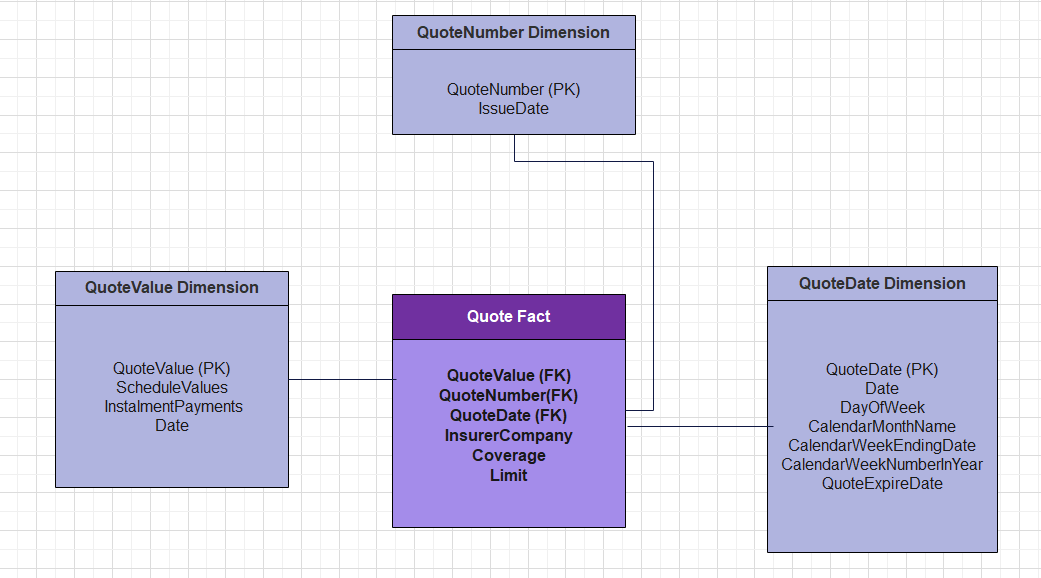 QuoteNumber Dimension
QuoteNumber (PK)
IssueDate
QuoteValue Dimension
QuoteValue (PK)
ScheduleValues
InstalmentPayments
Date
Quote Fact
QuoteValue (FK)
QuoteNumber(FK)
QuoteDate (FK)
InsurerCompany
Coverage
Limit
QuoteDate Dimension
QuoteDate (PK)
Date
DayOfWeek
CalendarMonthName
CalendarWeekEndingDate
CalendarWeekNumberInYear
QuoteExpireDate